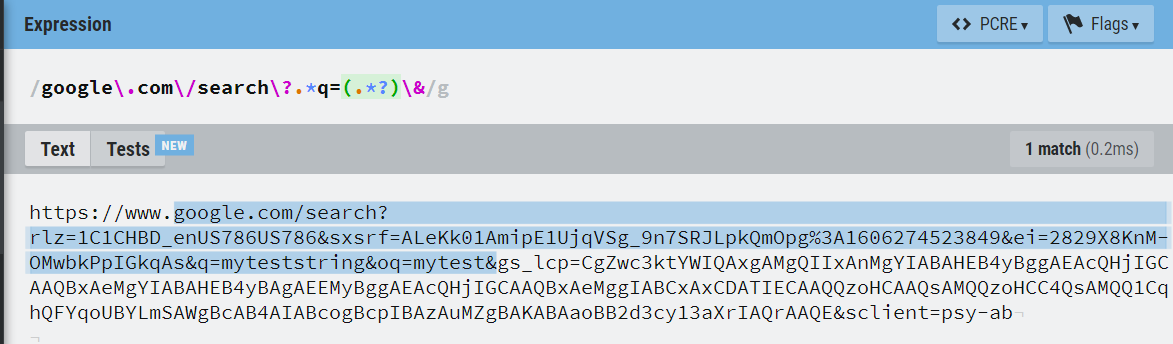 Expression
<> PCRE ▾
Flags ▾
/google\.com\/search\?.*q=(.*?)\&/g
Text
Tests
NEW
1 match (0.2ms)
https://www.google.com/search?
rlz=1C1CHBD_enUS786US786&sxsrf=ALeKk01AmipE1UjqVSg_9n7SRJLpkQmOpg%3A1606274523849&ei=2829X8KnM-
OMwbkPpIGkqAs&q=myteststring&oq=mytest&gs_lcp=CgZwc3ktYWIQAxgAMgQIIxAnMgYIABAHEB4yBggAEAcQHjIGC
AAQBxAeMgYIABAHEB4yBAgAEEMyBggAEAcQHjIGCAAQBxAeMggIABCxAxCDATIECAAQQzoHCAAQsAMQQzoHCC4QsAMQQ1Cq
hQFYqoUBYLmSAWgBcAB4AIABcogBcpIBAzAuMZgBAKABAaoBB2d3cy13aXrIAQrAAQE&sclient=psy-ab